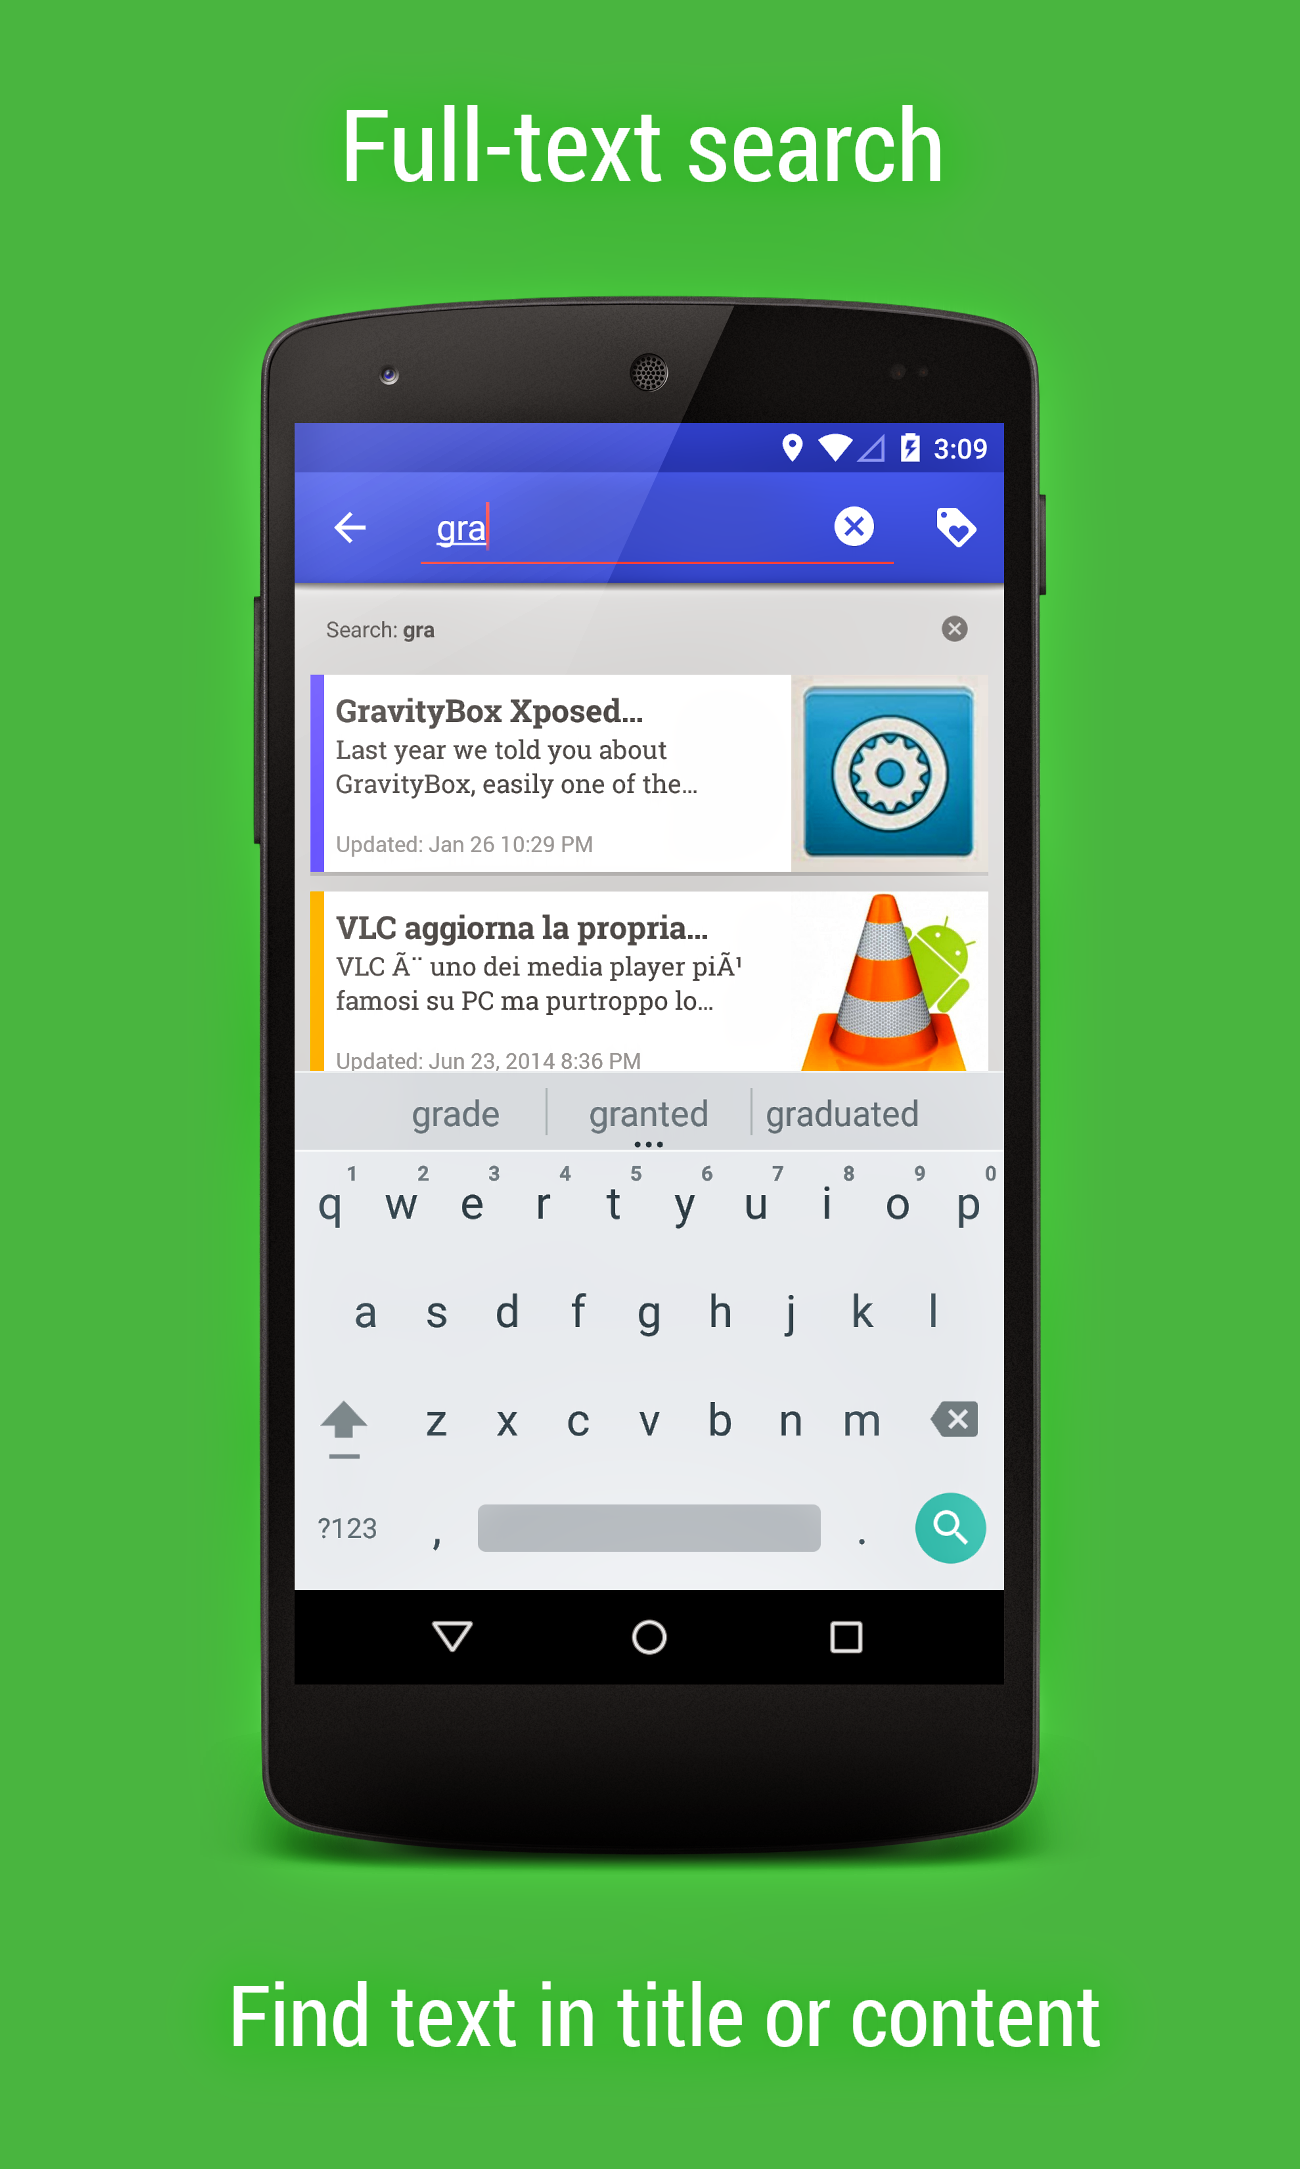 Full-text search
3:09
gra
Search: gra
GravityBox Xposed...
Last year we told you about
GravityBox, easily one of the...
Updated: Jan 26 10:29 PM
VLC aggiorna la propria...
VLC Ã¨ uno dei media player piÃ¹
famosi su PC ma purtroppo lo...
Updated: Jun 23, 2014 8:36 PM
grade granted graduated
1 2 3 4 5 6 7 8 9 0
q w e r t y u i o p
a s d f g h j k l
z x c v b n m
?123 , .
Find text in title or content